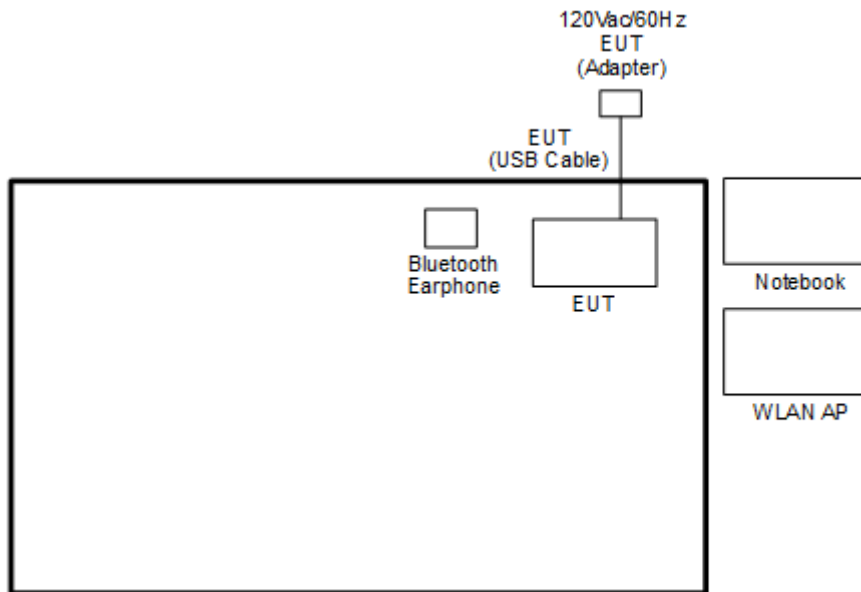 120Vac/60Hz
EUT
(Adapter)
EUT
(USB Cable)
Bluetooth
Earphone
EUT
Notebook
WLAN AP